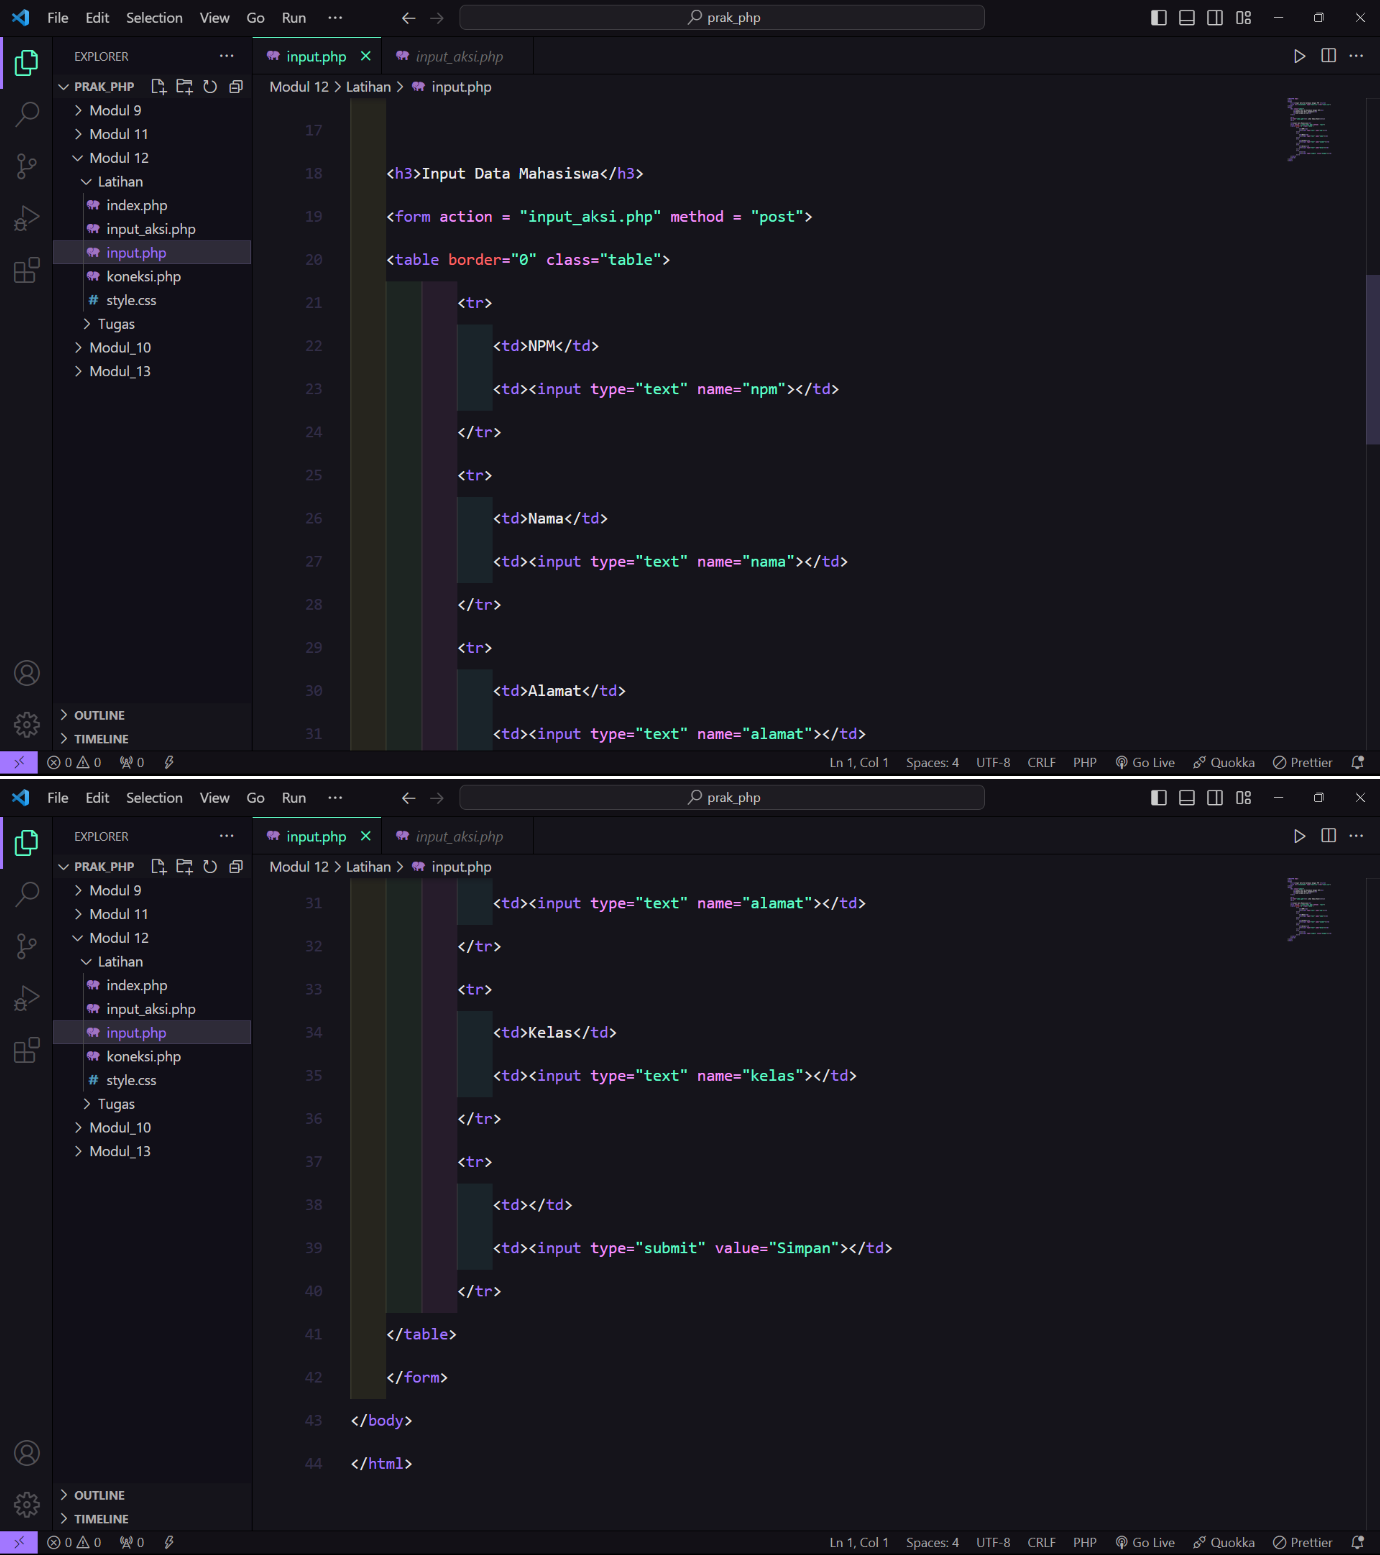 File Edit Selection View Go Run ··· prak_php
EXPLORER ··· input.php input_aksi.php ···
PRAK_PHP Modul 12 > Latihan > input.php
Modul 9
Modul 11
Modul 12
Latihan
index.php
input_aksi.php
input.php
koneksi.php
# style.css
Tugas
Modul_10
Modul_13
OUTLINE
TIMELINE
17
18 <h3>Input Data Mahasiswa</h3>
19 <form action = "input_aksi.php" method = "post">
20 <table border="0" class="table">
21 <tr>
22 <td>NPM</td>
23 <td><input type="text" name="npm"></td>
24 </tr>
25 <tr>
26 <td>Nama</td>
27 <td><input type="text" name="nama"></td>
28 </tr>
29 <tr>
30 <td>Alamat</td>
31 <td><input type="text" name="alamat"></td>
0 0 0 Ln 1, Col 1 Spaces: 4 UTF-8 CRLF PHP Go Live Quokka Prettier
File Edit Selection View Go Run ··· prak_php
EXPLORER ··· input.php input_aksi.php ···
PRAK_PHP Modul 12 > Latihan > input.php
Modul 9
Modul 11
Modul 12
Latihan
index.php
input_aksi.php
input.php
koneksi.php
# style.css
Tugas
Modul_10
Modul_13
OUTLINE
TIMELINE
31 <td><input type="text" name="alamat"></td>
32 </tr>
33 <tr>
34 <td>Kelas</td>
35 <td><input type="text" name="kelas"></td>
36 </tr>
37 <tr>
38 <td></td>
39 <td><input type="submit" value="Simpan"></td>
40 </tr>
41 </table>
42 </form>
43 </body>
44 </html>
0 0 0 Ln 1, Col 1 Spaces: 4 UTF-8 CRLF PHP Go Live Quokka Prettier